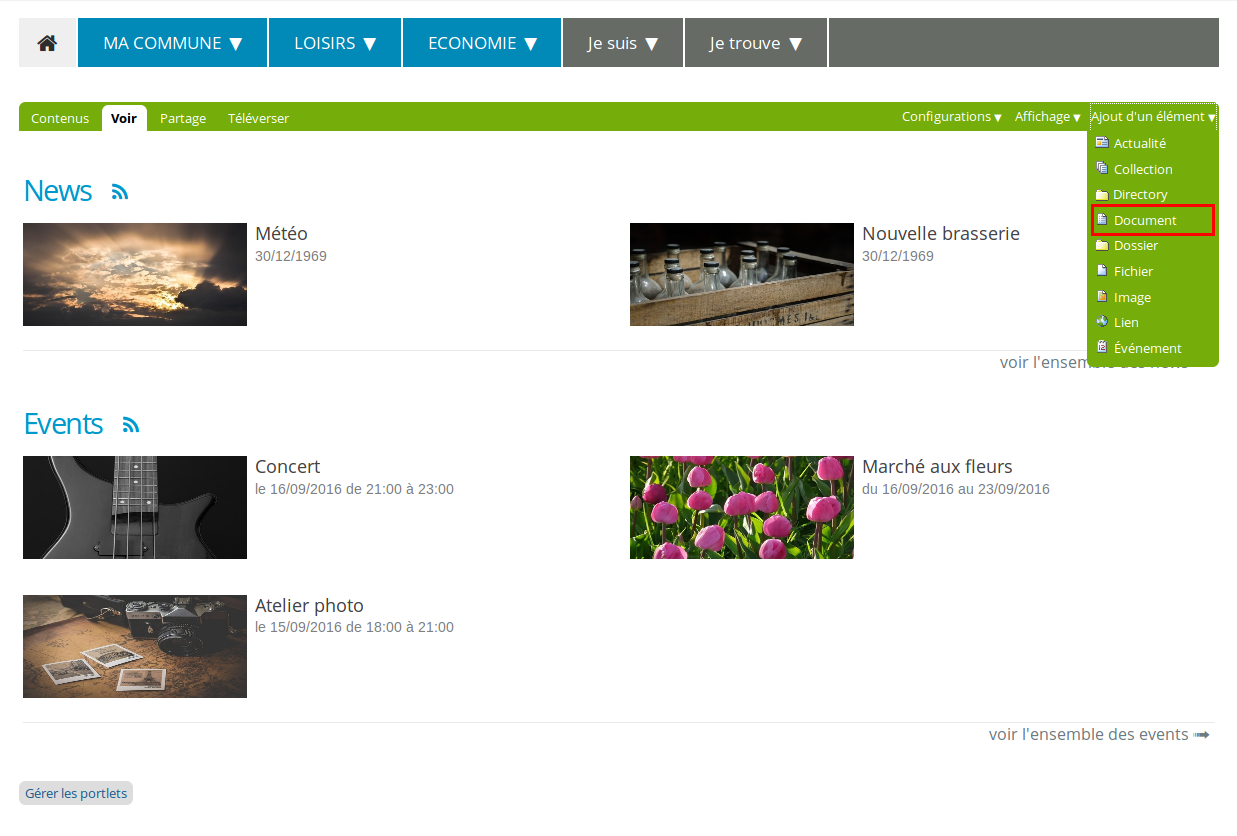 MA COMMUNE ▼ LOISIRS ▼ ECONOMIE ▼ Je suis ▼ Je trouve ▼
Contenus Voir Partage Téléverser Configurations ▼ Affichage ▼ Ajout d'un élément ▼
Actualité
Collection
Directory
Document
Dossier
Fichier
Image
Lien
Événement
News
Météo
30/12/1969
Nouvelle brasserie
30/12/1969
voir l'ensem
Events
Concert
le 16/09/2016 de 21:00 à 23:00
Marché aux fleurs
du 16/09/2016 au 23/09/2016
Atelier photo
le 15/09/2016 de 18:00 à 21:00
voir l'ensemble des events
Gérer les portlets